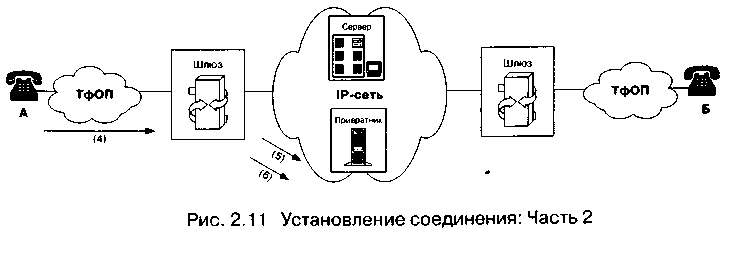 Сервер
Шлюз
Шлюз
ТфОП
ТфОП
А
IP-сеть
Б
Привратник
(4)
(5)
(6)
Рис. 2.11 Установление соединения: Часть 2